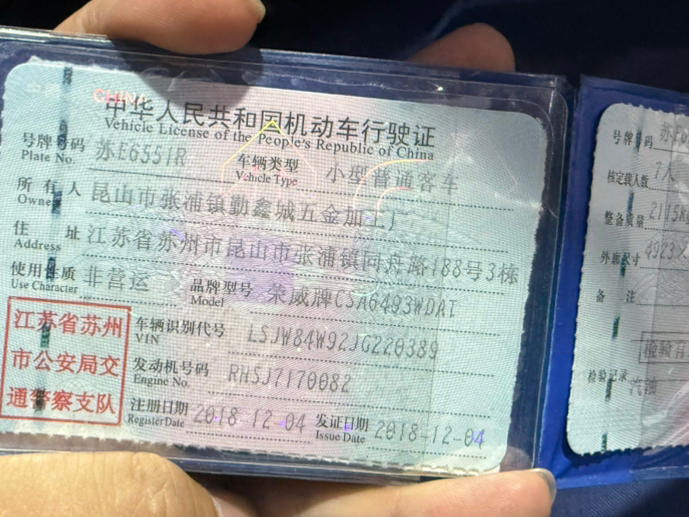 中华人民共和国机动车行驶证
Vehicle License of the People's Republic of China
号牌号码 苏E6551R 车辆类型 小型普通客车
Plate No. Vehicle Type
所有人 昆山市张浦镇勤鑫城五金加工厂
Owner
住址 江苏省苏州市昆山市张浦镇同舟路188号3栋
Address
使用性质 非营运 品牌型号 荣威牌CSA6493WDAT
Use Character Model
江苏省苏州
市公安局交
通警察支队
车辆识别代号 LSJW84W92JG220389
VIN
发动机号码 RHSJ7170082
Engine No.
注册日期 2018-12-04 发证日期 2018-12-04
Register Date Issue Date
号牌号码
核定载人数 7人
整备质量
外廓尺寸
备注
检验记录